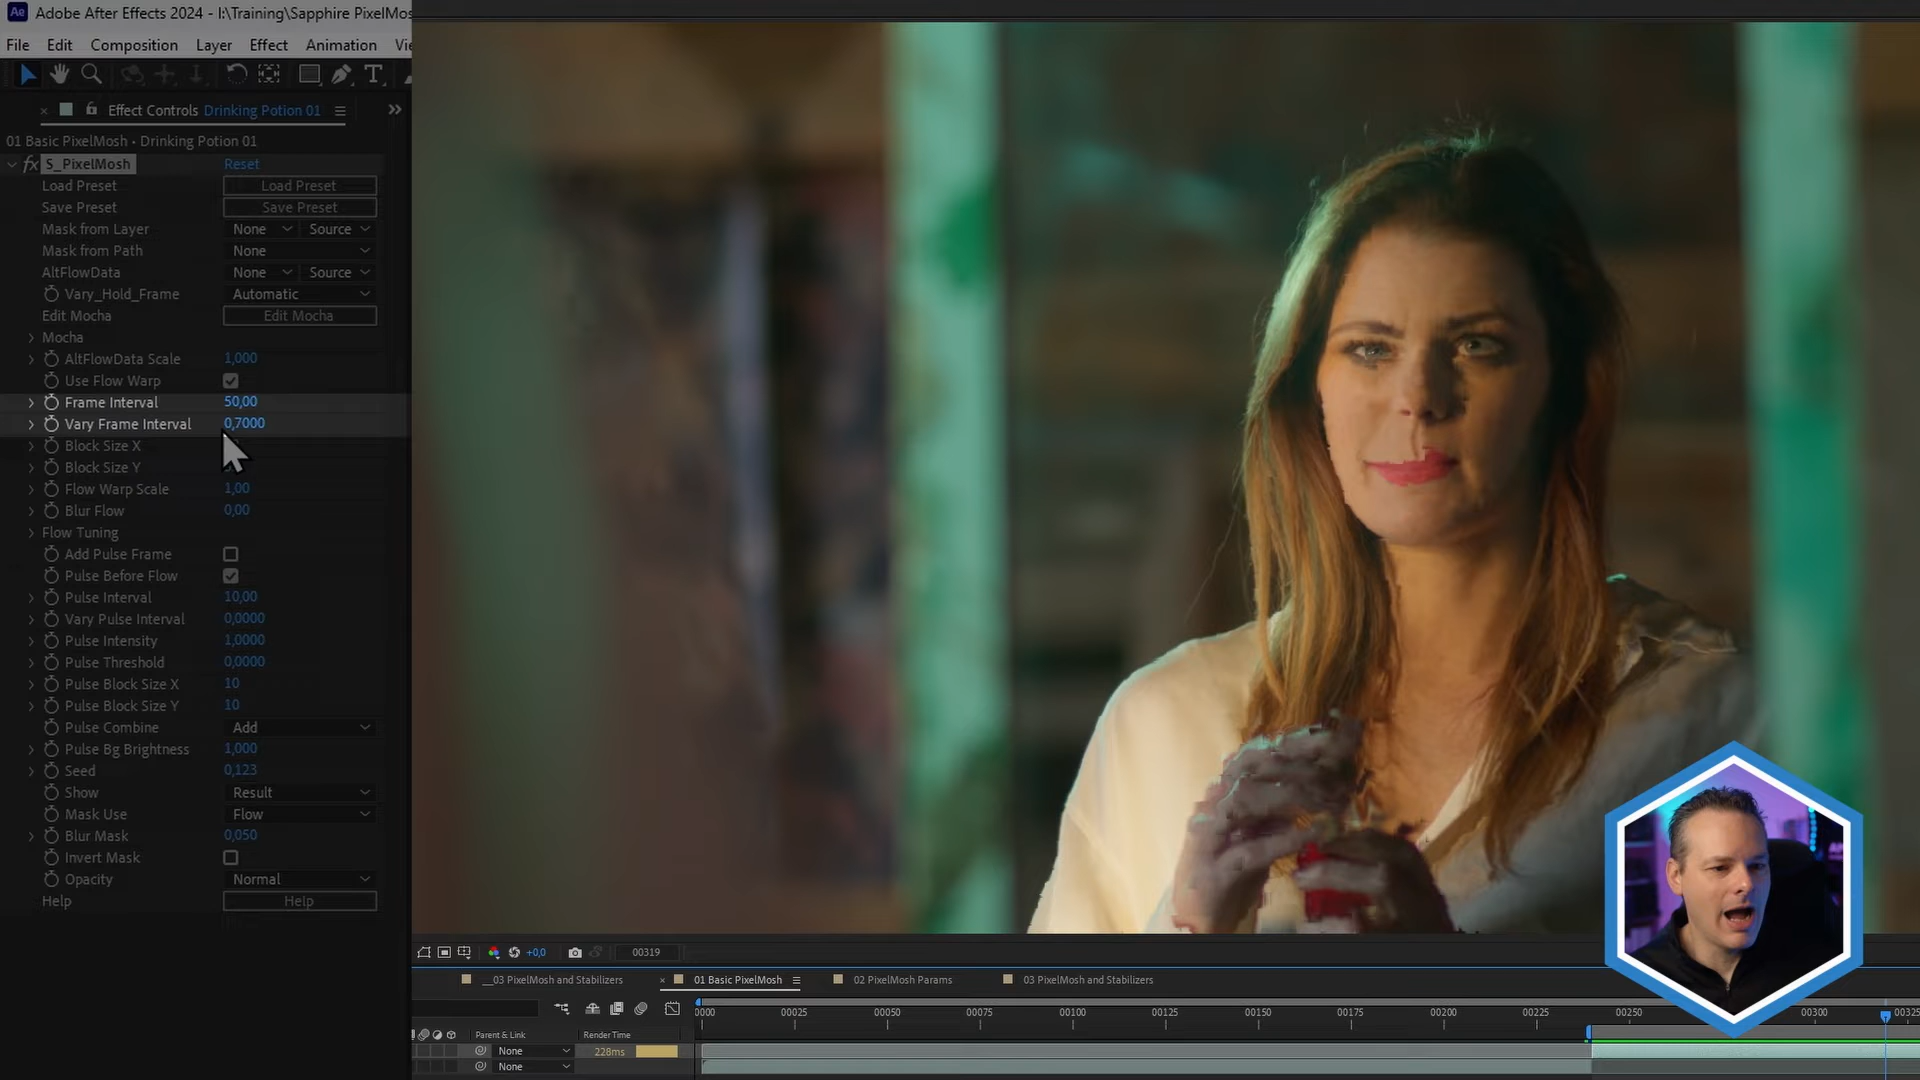 Ae Adobe After Effects 2024 - I:\Training\Sapphire PixelMos
File Edit Composition Layer Effect Animation Vi
T
× Effect Controls Drinking Potion 01
01 Basic PixelMosh • Drinking Potion 01
fx S_PixelMosh Reset
Load Preset Load Preset
Save Preset Save Preset
Mask from Layer None Source
Mask from Path None
AltFlowData None Source
Vary_Hold_Frame Automatic
Edit Mocha Edit Mocha
Mocha
AltFlowData Scale 1,000
Use Flow Warp
Frame Interval 50,00
Vary Frame Interval 0,7000
Block Size X
Block Size Y
Flow Warp Scale 1,00
Blur Flow 0,00
Flow Tuning
Add Pulse Frame
Pulse Before Flow
Pulse Interval 10,00
Vary Pulse Interval 0,0000
Pulse Intensity 1,0000
Pulse Threshold 0,0000
Pulse Block Size X 10
Pulse Block Size Y 10
Pulse Combine Add
Pulse Bg Brightness 1,000
Seed 0,123
Show Result
Mask Use Flow
Blur Mask 0,050
Invert Mask
Opacity Normal
Help Help
+0,0 00319
__03 PixelMosh and Stabilizers × 01 Basic PixelMosh 02 PixelMosh Params 03 PixelMosh and Stabilizers
0000 00025 00050 00075 00100 00125 00150 00175 00200 00225 00250 00300 00325
Parent & Link Render Time
None 228ms
None